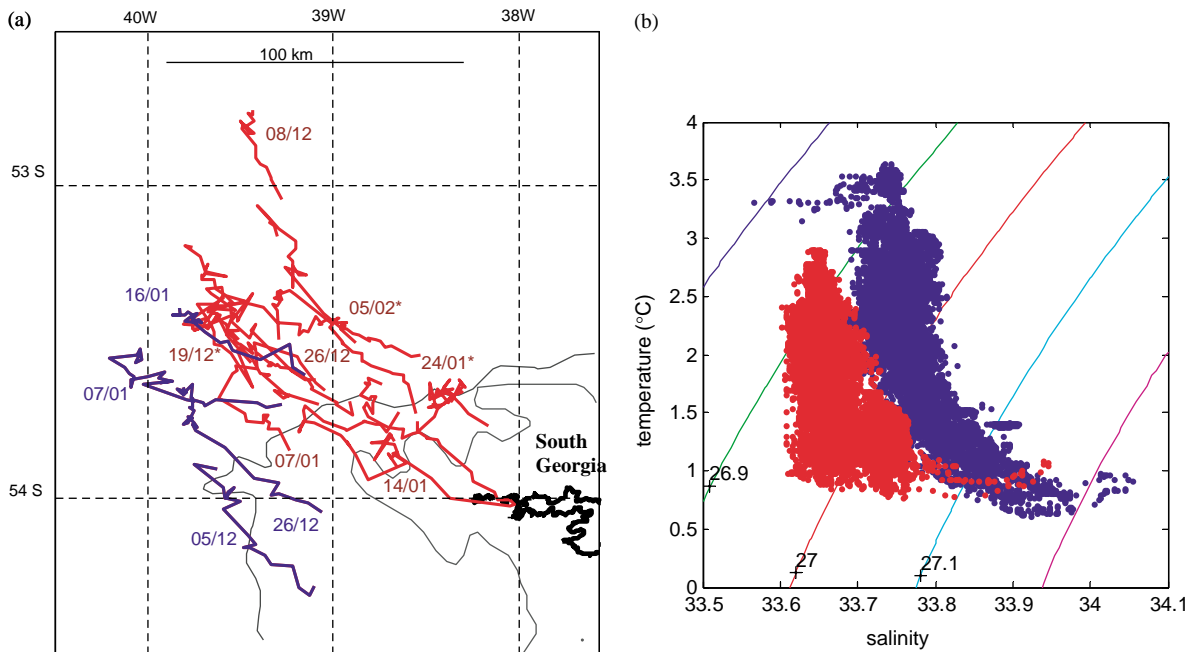 (a)
40W 39W 38W
100 km
08/12
53 S
16/01
05/02*
19/12*
26/12
24/01*
07/01
07/01
14/01
South
Georgia
54 S
26/12
05/12
(b)
4
3.5
3
2.5
2
1.5
1
0.5
0
temperature (°C)
26.9
27
27.1
33.5 33.6 33.7 33.8 33.9 34 34.1
salinity